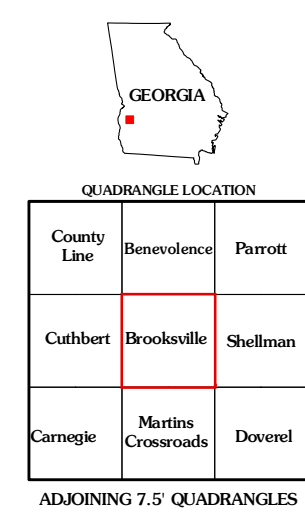 GEORGIA
QUADRANGLE LOCATION
County
Line
Benevolence
Parrott
Cuthbert
Brooksville
Shellman
Carnegie
Martins
Crossroads
Doverel
ADJOINING 7.5' QUADRANGLES